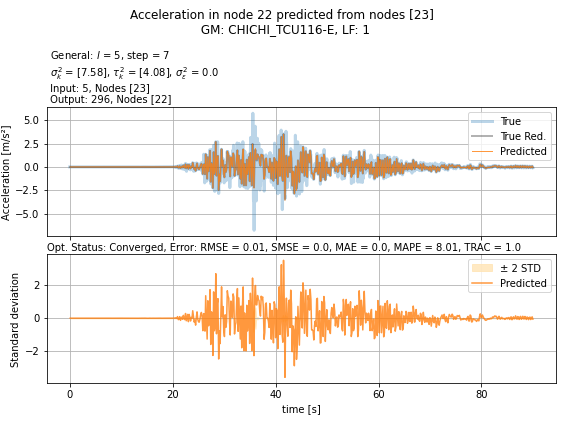 Acceleration in node 22 predicted from nodes [23]
GM: CHICHI_TCU116-E, LF: 1
General: l = 5, step = 7
σ²ₖ = [7.58], τ²ₖ = [4.08], σ²ε = 0.0
Input: 5, Nodes [23]
Output: 296, Nodes [22]
Acceleration [m/s²]
5.0
2.5
0.0
−2.5
−5.0
True
True Red.
Predicted
Opt. Status: Converged, Error: RMSE = 0.01, SMSE = 0.0, MAE = 0.0, MAPE = 8.01, TRAC = 1.0
Standard deviation
2
0
−2
± 2 STD
Predicted
0
20
40
60
80
time [s]